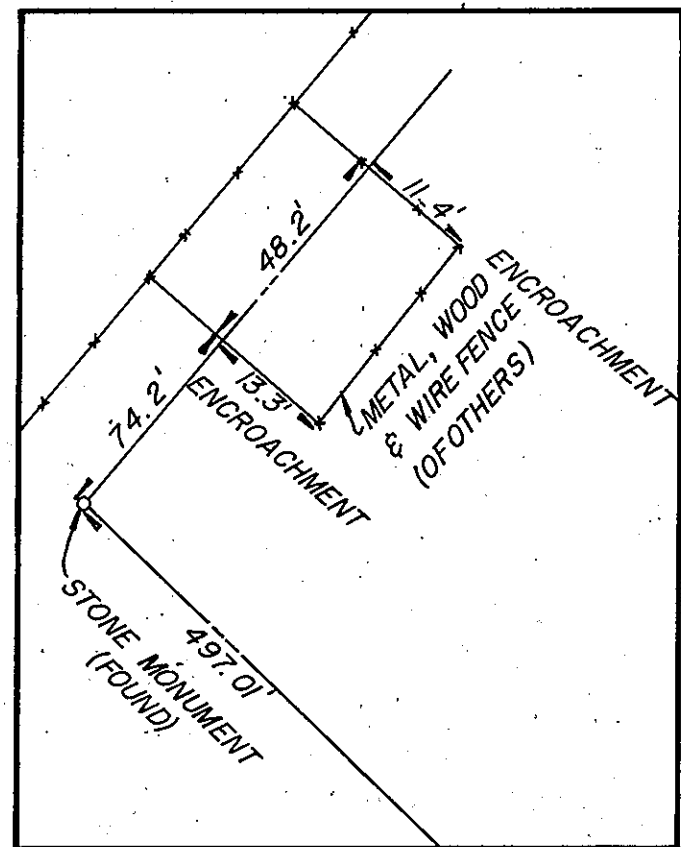 11.4'
48.2'
ENCROACHMENT
METAL, WOOD
& WIRE FENCE
(OF OTHERS)
13.3'
ENCROACHMENT
74.2'
STONE MONUMENT
(FOUND)
497.01'